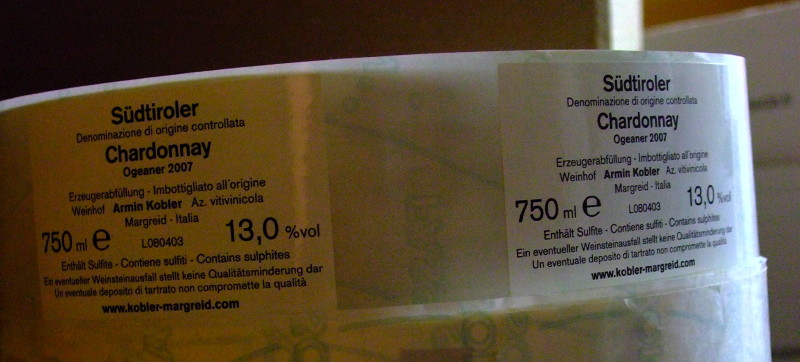 Südtiroler
Denominazione di origine controllata
Chardonnay
Ogeaner 2007
Erzeugerabfüllung - Imbottigliato all'origine
Weinhof Armin Kobler Az. vitivinicola
Margreid - Italia
750 ml e L080403 13,0 %vol
Enthält Sulfite - Contiene sulfiti - Contains sulphites
Ein eventueller Weinsteinausfall stellt keine Qualitätsminderung dar
Un eventuale deposito di tartrato non compromette la qualità
www.kobler-margreid.com
Südtiroler
Denominazione di origine controllata
Chardonnay
Ogeaner 2007
Erzeugerabfüllung - Imbottigliato all'origine
Weinhof Armin Kobler Az. vitivinicola
Margreid - Italia
750 ml e L080403 13,0 %vol
Enthält Sulfite - Contiene sulfiti - Contains sulphites
Ein eventueller Weinsteinausfall stellt keine Qualitätsminderung dar
Un eventuale deposito di tartrato non compromette la qualità
www.kobler-margreid.com